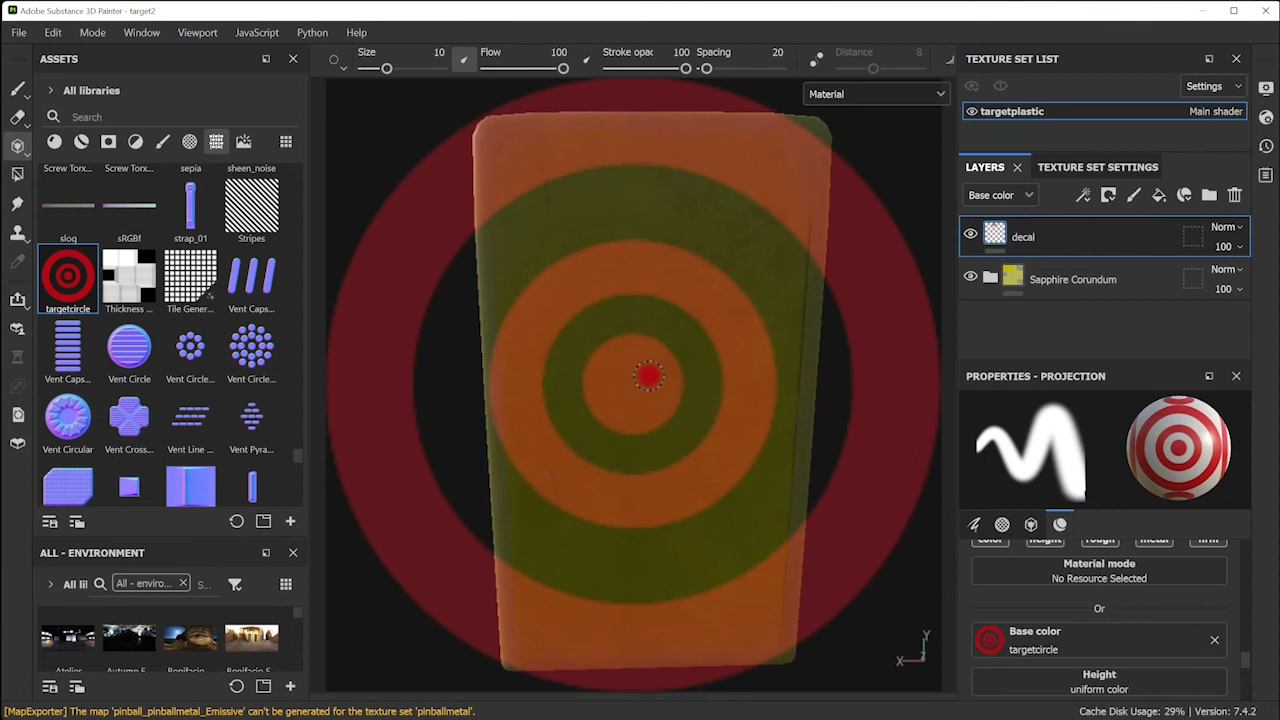 Adobe Substance 3D Painter - target2
File Edit Mode Window Viewport JavaScript Python Help
ASSETS
All libraries
Search
Screw Torx... Screw Torx... sepia sheen_noise
slog sRGBf strap_01 Stripes
targetcircle Thickness ... Tile Gener... Vent Caps...
Vent Caps... Vent Circle Vent Circle... Vent Circle...
Vent Circular Vent Cross... Vent Line ... Vent Pyra...
ALL - ENVIRONMENT
All li All - enviro... S...
Size 10 Flow 100 Stroke opac 100 Spacing 20 Distance 8
Material
Y
X Z
TEXTURE SET LIST
Settings
targetplastic Main shader
LAYERS TEXTURE SET SETTINGS
Base color
decal Norm 100
Sapphire Corundum Norm 100
PROPERTIES - PROJECTION
color height rough metal nrm
Material mode
No Resource Selected
Or
Base color
targetcircle
Height
uniform color
[MapExporter] The map 'pinball_pinballmetal_Emissive' can't be generated for the texture set 'pinballmetal'.
Cache Disk Usage: 29% | Version: 7.4.2